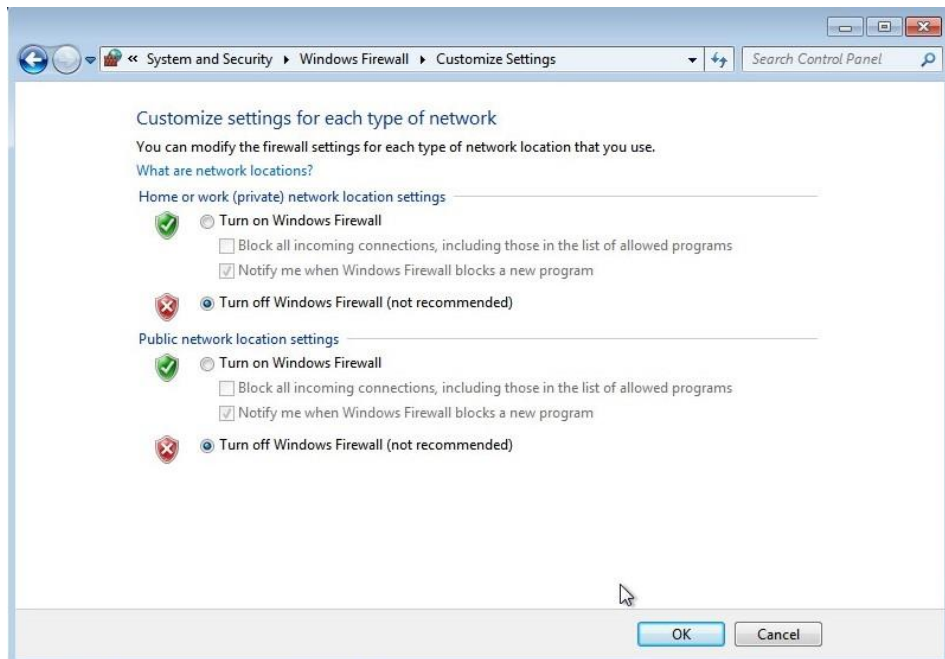 « System and Security ▸ Windows Firewall ▸ Customize Settings
Search Control Panel
Customize settings for each type of network
You can modify the firewall settings for each type of network location that you use.
What are network locations?
Home or work (private) network location settings
Turn on Windows Firewall
Block all incoming connections, including those in the list of allowed programs
Notify me when Windows Firewall blocks a new program
Turn off Windows Firewall (not recommended)
Public network location settings
Turn on Windows Firewall
Block all incoming connections, including those in the list of allowed programs
Notify me when Windows Firewall blocks a new program
Turn off Windows Firewall (not recommended)
OK
Cancel